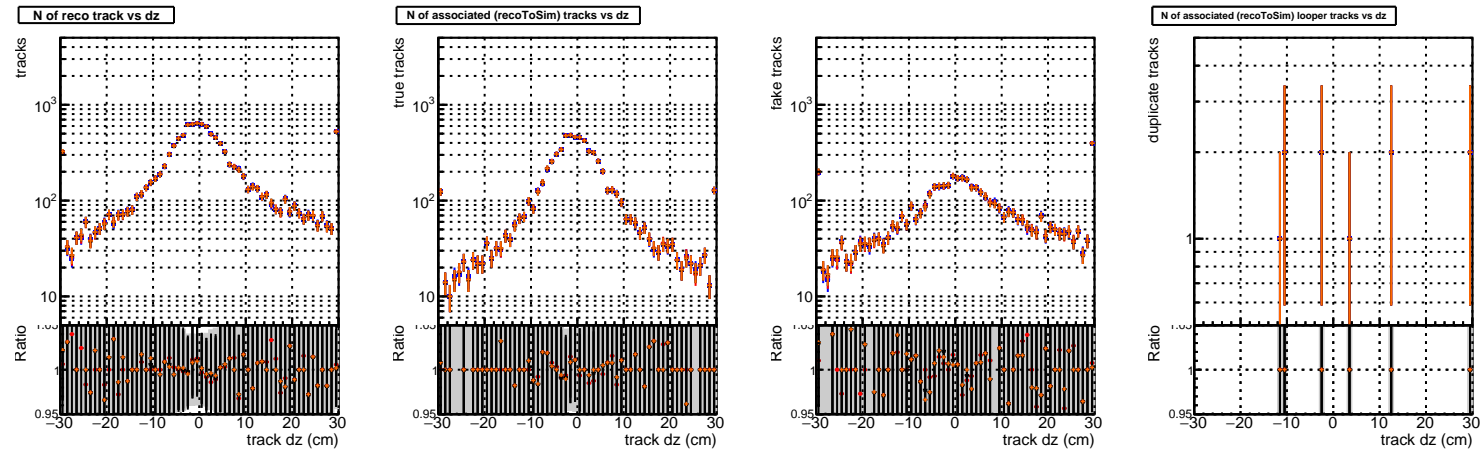 N of reco track vs dz
tracks
10³
10²
10
Ratio
1
0.95
−30 −20 −10 0 10 20 30
track dz (cm)
N of associated (recoToSim) tracks vs dz
true tracks
10³
10²
10
Ratio
1
0.95
−30 −20 −10 0 10 20 30
track dz (cm)
fake tracks
10³
10²
10
Ratio
1
0.95
−30 −20 −10 0 10 20 30
track dz (cm)
N of associated (recoToSim) looper tracks vs dz
duplicate tracks
1
Ratio
1
0.95
−30 −20 −10 0 10 20 30
track dz (cm)